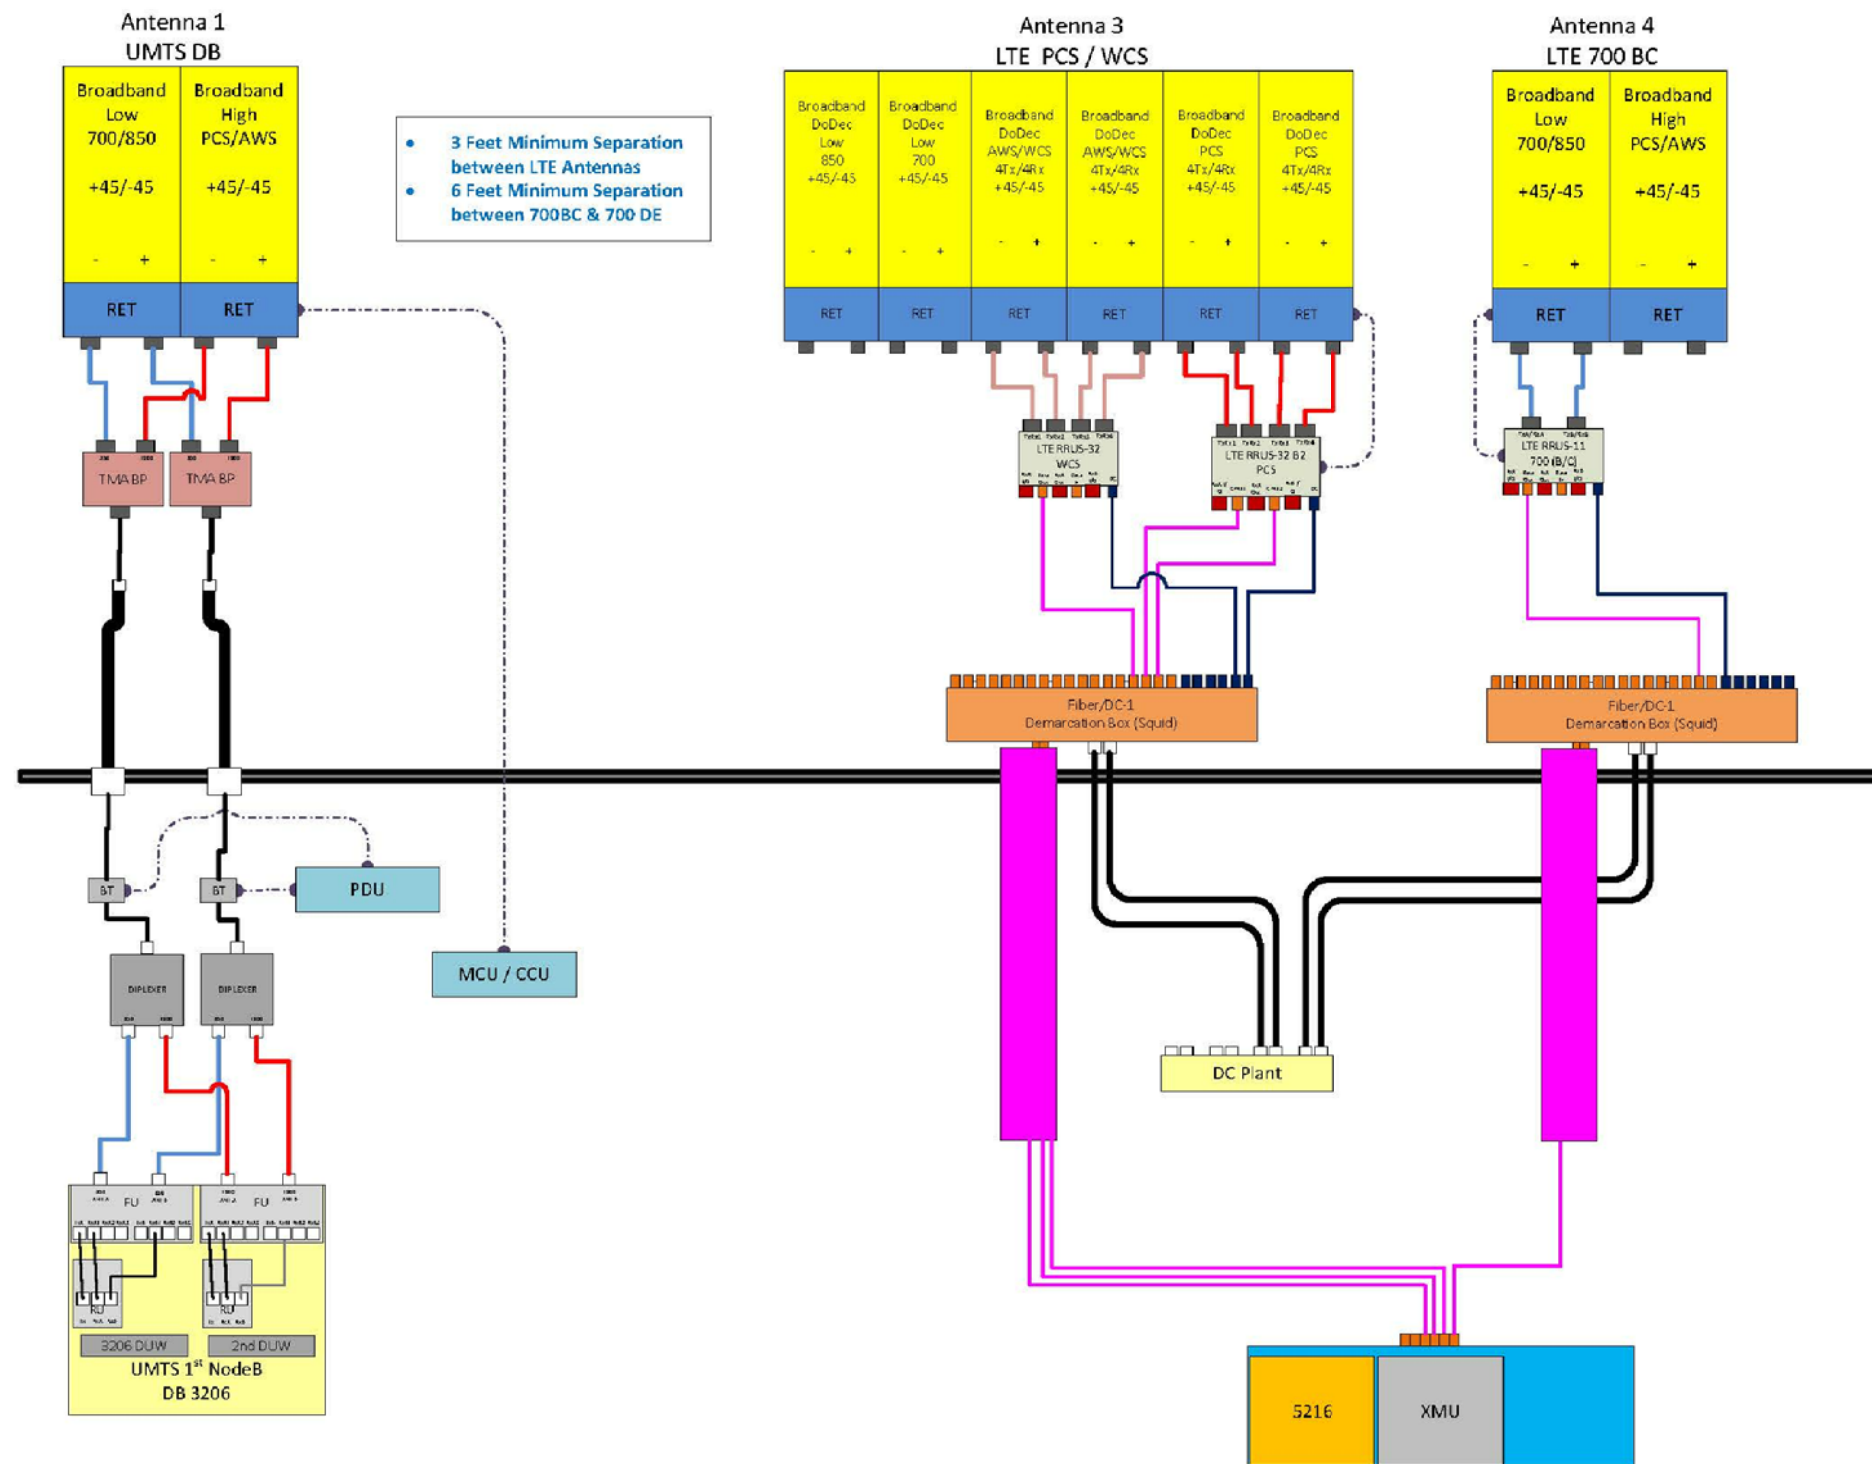 Antenna 1
UMTS DB
Broadband
Low
700/850
+45/-45
- +
RET
Broadband
High
PCS/AWS
+45/-45
- +
RET
• 3 Feet Minimum Separation
between LTE Antennas
• 6 Feet Minimum Separation
between 700BC & 700 DE
Antenna 3
LTE PCS / WCS
Broadband
DoDec
Low
850
+45/-45
- +
RET
Broadband
DoDec
Low
700
+45/-45
- +
RET
Broadband
DoDec
AWS/WCS
4Tx/4Rx
+45/-45
- +
RET
Broadband
DoDec
AWS/WCS
4Tx/4Rx
+45/-45
- +
RET
Broadband
DoDec
PCS
4Tx/4Rx
+45/-45
- +
RET
Broadband
DoDec
PCS
4Tx/4Rx
+45/-45
- +
RET
Antenna 4
LTE 700 BC
Broadband
Low
700/850
+45/-45
- +
RET
Broadband
High
PCS/AWS
+45/-45
- +
RET
TMA BP
TMA BP
LTE RRUS-32
WCS
LTE RRUS-32 B2
PCS
LTE RRUS-11
700 (B/C)
Fiber/DC-1
Demarcation Box (Squid)
Fiber/DC-1
Demarcation Box (Squid)
BT
BT
PDU
MCU / CCU
DIPLEXER
DIPLEXER
DC Plant
FU
FU
RU
RU
3206 DUW
2nd DUW
UMTS 1st NodeB
DB 3206
5216
XMU